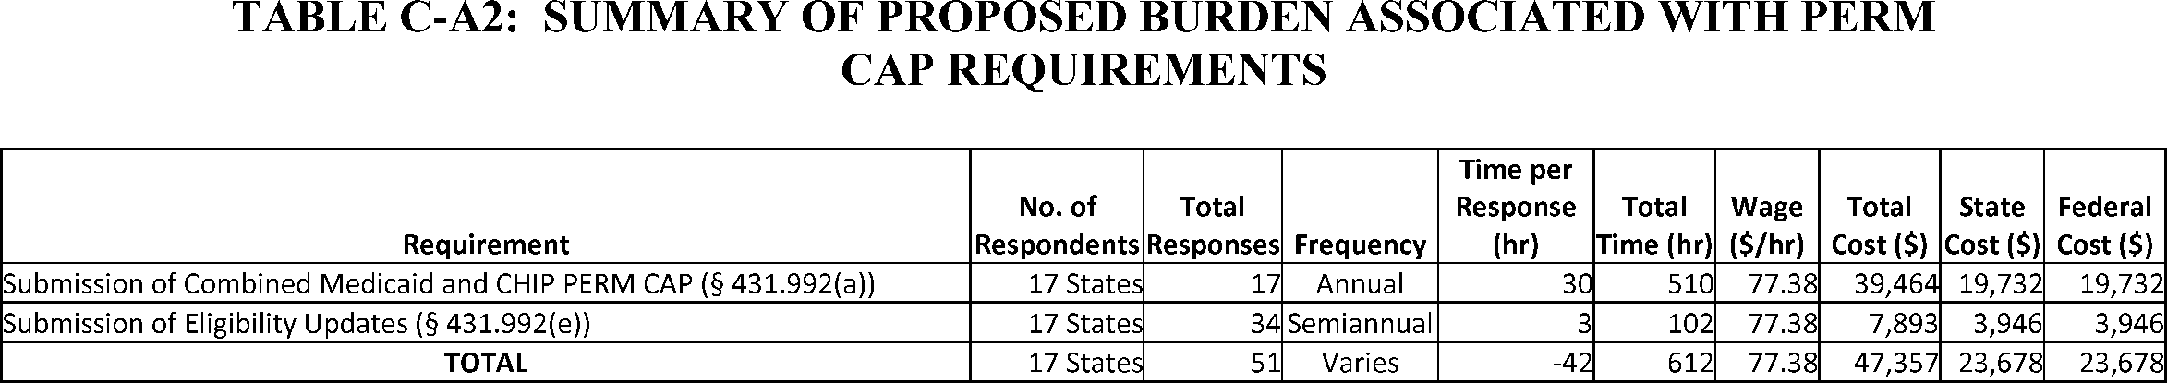 TABLE C-A2: SUMMARY OF PROPOSED BURDEN ASSOCIATED WITH PERM
CAP REQUIREMENTS
Requirement | No. of Respondents | Total Responses | Frequency | Time per Response (hr) | Total Time (hr) | Wage ($/hr) | Total Cost ($) | State Cost ($) | Federal Cost ($)
Submission of Combined Medicaid and CHIP PERM CAP (§ 431.992(a)) | 17 States | 17 | Annual | 30 | 510 | 77.38 | 39,464 | 19,732 | 19,732
Submission of Eligibility Updates (§ 431.992(e)) | 17 States | 34 | Semiannual | 3 | 102 | 77.38 | 7,893 | 3,946 | 3,946
TOTAL | 17 States | 51 | Varies | -42 | 612 | 77.38 | 47,357 | 23,678 | 23,678